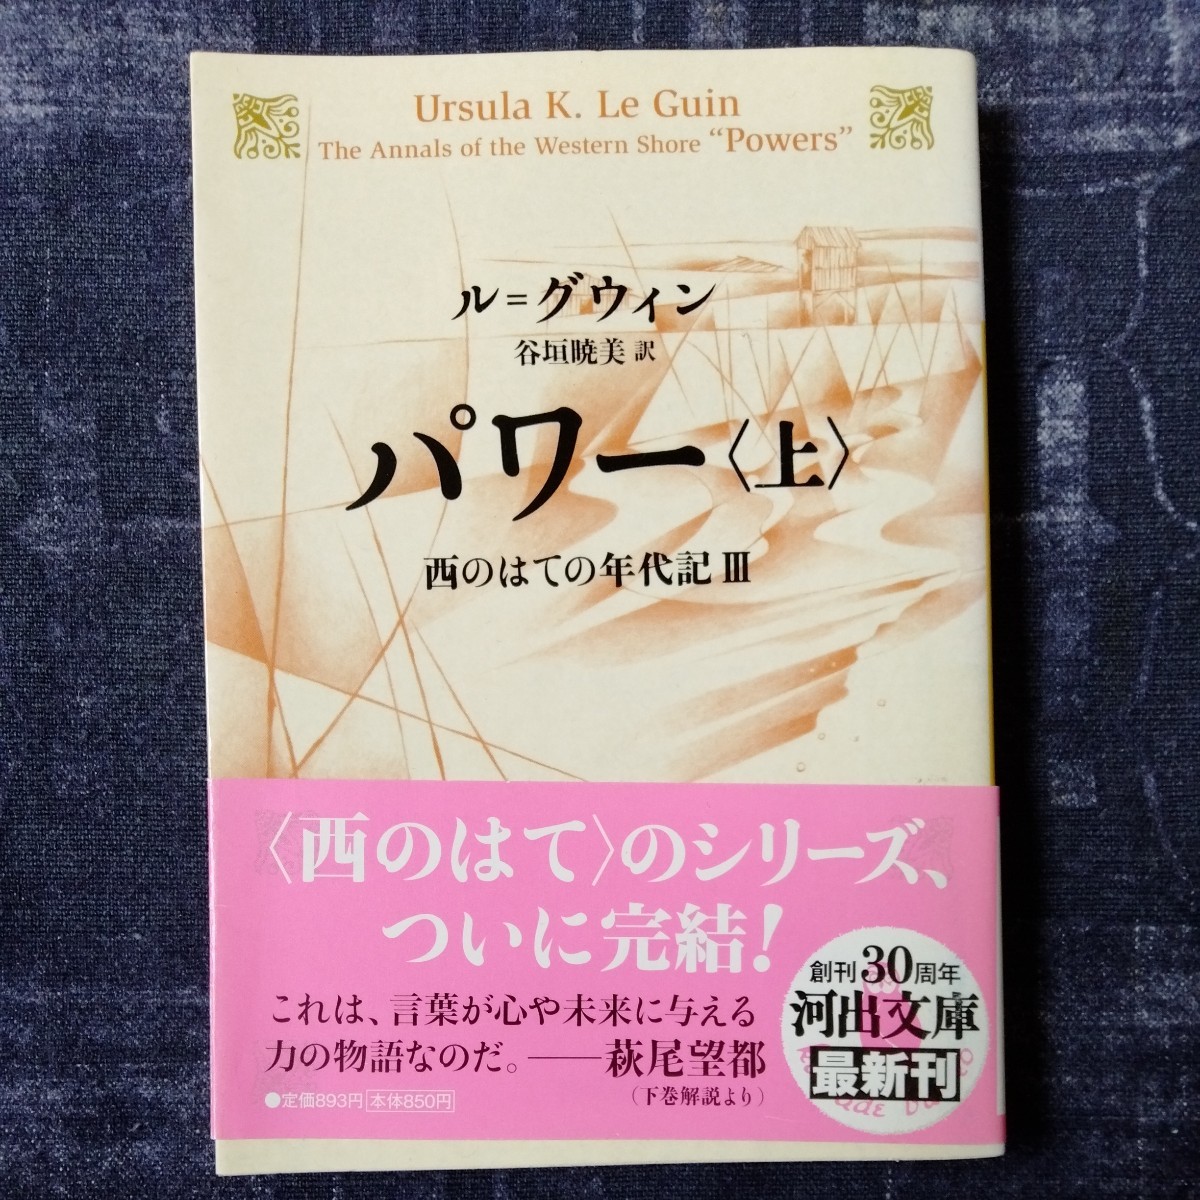 Ursula K. Le Guin
The Annals of the Western Shore “Powers”
ル＝グウィン
谷垣暁美 訳
パワー〈上〉
西のはての年代記 Ⅲ
〈西のはて〉のシリーズ、
ついに完結！
これは、言葉が心や未来に与える
力の物語なのだ。――萩尾望都
（下巻解説より）
●定価893円 本体850円
創刊30周年
河出文庫
最新刊